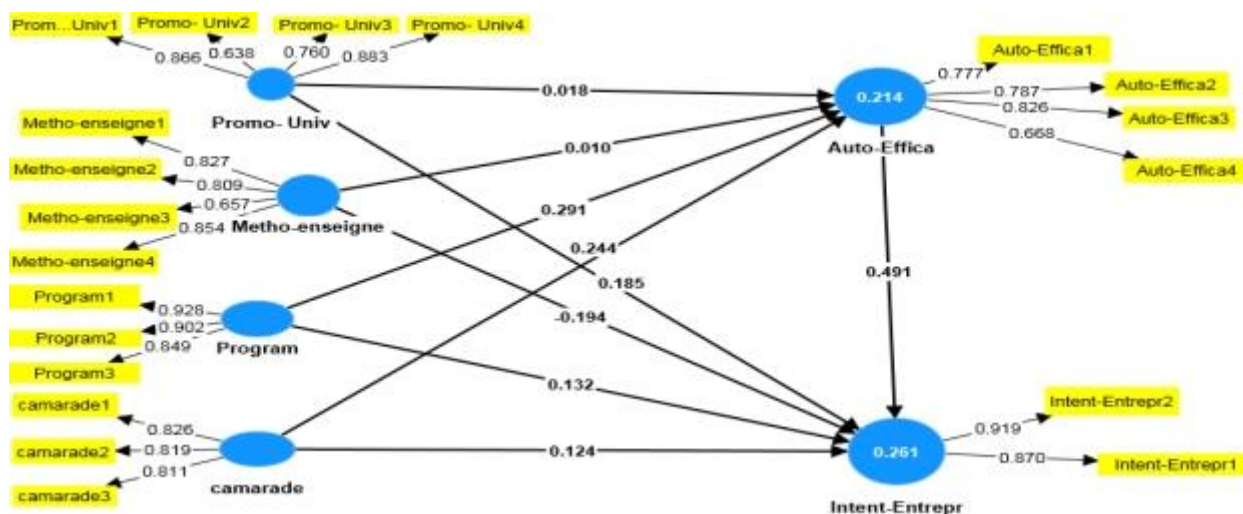 Prom...Univ1 Promo- Univ2 Promo- Univ3 Promo- Univ4
0.866 0.638 0.760 0.883
Promo- Univ
Metho-enseigne1
Metho-enseigne2
Metho-enseigne3
Metho-enseigne4
0.827
0.809
0.657
0.854
Metho-enseigne
Program1
Program2
Program3
0.928
0.902
0.849
Program
camarade1
camarade2
camarade3
0.826
0.819
0.811
camarade
0.018
0.010
0.291
0.244
0.185
-0.194
0.132
0.124
0.491
0.214
Auto-Effica
0.777
0.787
0.826
0.668
Auto-Effica1
Auto-Effica2
Auto-Effica3
Auto-Effica4
0.261
Intent-Entrepr
0.919
0.870
Intent-Entrepr2
Intent-Entrepr1